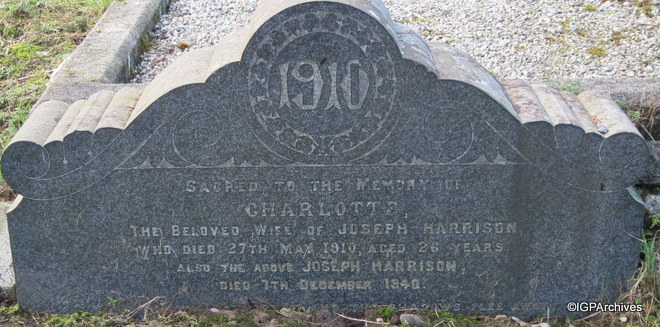 1910
SACRED TO THE MEMORY OF
CHARLOTTE,
THE BELOVED WIFE OF JOSEPH HARRISON
WHO DIED 27TH MAY 1910, AGED 26 YEARS
ALSO THE ABOVE JOSEPH HARRISON,
DIED 7TH DECEMBER 1940.
©IGPArchives